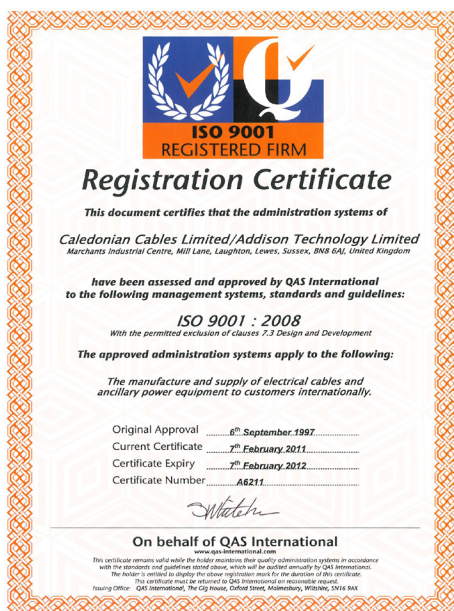 ISO 9001
REGISTERED FIRM
Registration Certificate
This document certifies that the administration systems of
Caledonian Cables Limited/Addison Technology Limited
Marchants Industrial Centre, Mill Lane, Laughton, Lewes, Sussex, BN8 6AJ, United Kingdom
have been assessed and approved by QAS International
to the following management systems, standards and guidelines:
ISO 9001 : 2008
With the permitted exclusion of clauses 7.3 Design and Development
The approved administration systems apply to the following:
The manufacture and supply of electrical cables and
ancillary power equipment to customers internationally.
Original Approval 6th September 1997
Current Certificate 7th February 2011
Certificate Expiry 7th February 2012
Certificate Number A6211
On behalf of QAS International
www.qas-international.com
This certificate remains valid while the holder maintains their quality administration systems in accordance
with the standards and guidelines stated above, which will be audited annually by QAS International.
The holder is entitled to display the above registration mark for the duration of this certificate.
This certificate must be returned to QAS International on reasonable request.
Issuing Office: QAS International, The Gig House, Oxford Street, Malmesbury, Wiltshire, SN16 9AX